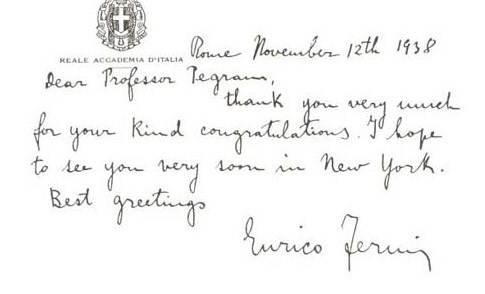 REALE ACCADEMIA D'ITALIA
Rome November 12th 1938
Dear Professor Pegram,
thank you very much
for your kind congratulations. I hope
to see you very soon in New York.
Best greetings
Enrico Fermi